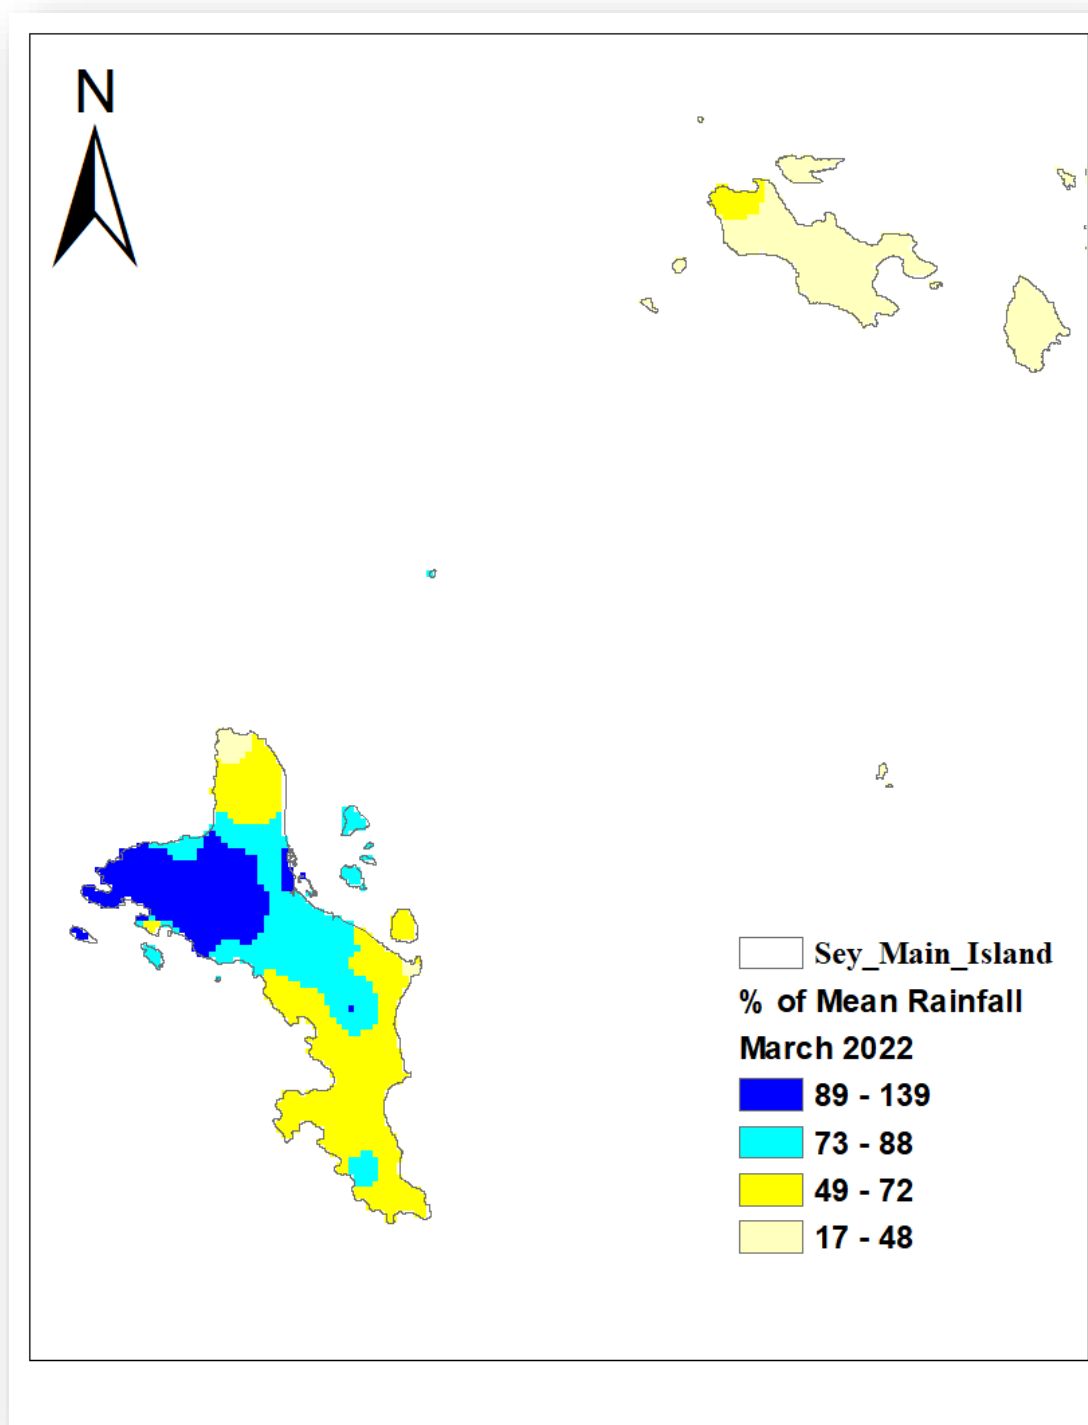 N
Sey_Main_Island
% of Mean Rainfall
March 2022
89 - 139
73 - 88
49 - 72
17 - 48